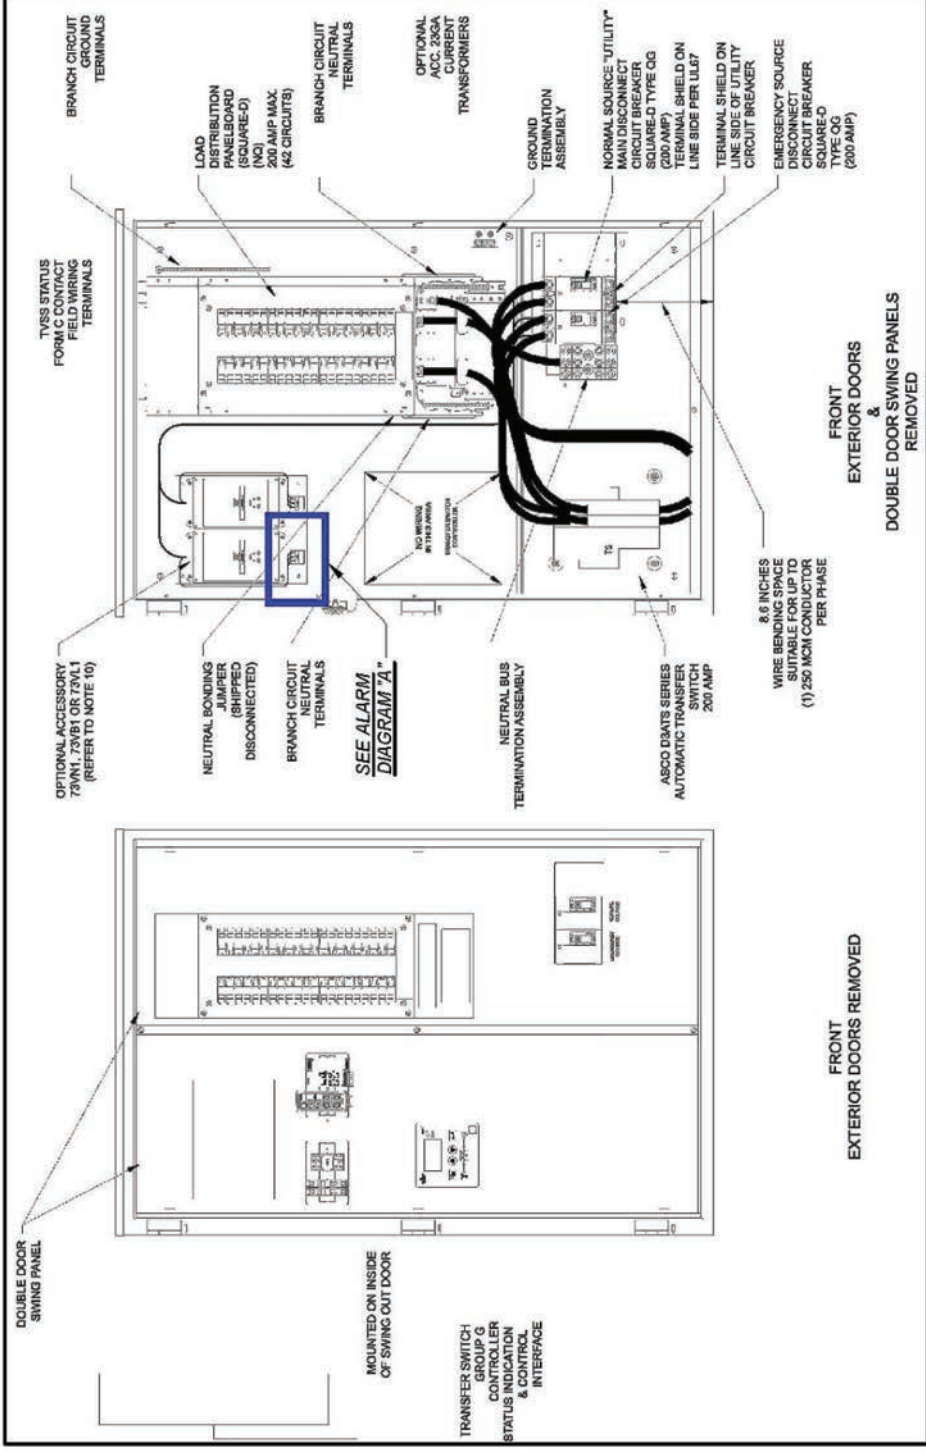 DOUBLE DOOR
SWING PANEL
MOUNTED ON INSIDE
OF SWING OUT DOOR
TRANSFER SWITCH
GROUP G
CONTROLLER
STATUS INDICATION
& CONTROL
INTERFACE
FRONT
EXTERIOR DOORS REMOVED
OPTIONAL ACCESSORY
73VN1, 73VB1 OR 73VL1
(REFER TO NOTE 10)
NEUTRAL BONDING
JUMPER
(SHIPPED
DISCONNECTED)
BRANCH CIRCUIT
NEUTRAL
TERMINALS
SEE ALARM
DIAGRAM "A"
NEUTRAL BUS
TERMINATION ASSEMBLY
ASCO D3ATS SERIES
AUTOMATIC TRANSFER
SWITCH
200 AMP
8.6 INCHES
WIRE BENDING SPACE
SUITABLE FOR UP TO
(1) 250 MCM CONDUCTOR
PER PHASE
TVSS STATUS
FORM C CONTACT
FIELD WIRING
TERMINALS
NO WIRING
IN THIS AREA
TS
BRANCH CIRCUIT
GROUND
TERMINALS
LOAD
DISTRIBUTION
PANELBOARD
(SQUARE-D)
(NQ)
200 AMP MAX.
(42 CIRCUITS)
BRANCH CIRCUIT
NEUTRAL
TERMINALS
OPTIONAL
ACC. 23GA
CURRENT
TRANSFORMERS
GROUND
TERMINATION
ASSEMBLY
NORMAL SOURCE "UTILITY"
MAIN DISCONNECT
CIRCUIT BREAKER
SQUARE-D TYPE QG
(200 AMP)
TERMINAL SHIELD ON
LINE SIDE PER UL67
TERMINAL SHIELD ON
LINE SIDE OF UTILITY
CIRCUIT BREAKER
EMERGENCY SOURCE
DISCONNECT
CIRCUIT BREAKER
SQUARE-D
TYPE QG
(200 AMP)
FRONT
EXTERIOR DOORS
&
DOUBLE DOOR SWING PANELS
REMOVED